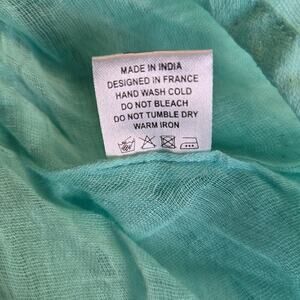 MADE IN INDIA
DESIGNED IN FRANCE
HAND WASH COLD
DO NOT BLEACH
DO NOT TUMBLE DRY
WARM IRON